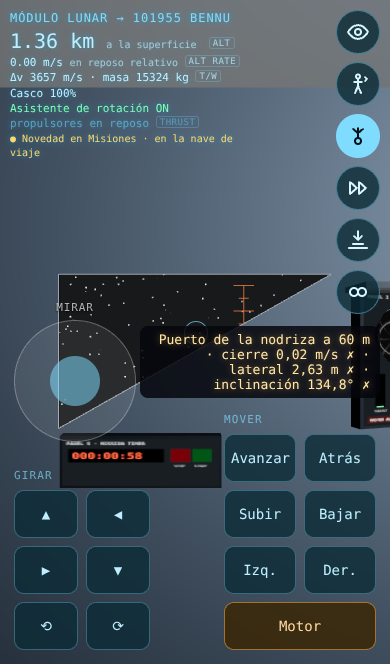 MÓDULO LUNAR → 101955 BENNU
1.36 km a la superficie ALT
0.00 m/s en reposo relativo ALT RATE
Δv 3657 m/s · masa 15324 kg T/W
Casco 100%
Asistente de rotación ON
propulsores en reposo THRUST
● Novedad en Misiones · en la nave de
viaje
MIRAR
Puerto de la nodriza a 60 m
· cierre 0,02 m/s ✗ ·
lateral 2,63 m ✗ ·
inclinación 134,8° ✗
MOVER
000:00:58
GIRAR
Avanzar Atrás
▲ ◄ Subir Bajar
► ▼ Izq. Der.
⟲ ⟳ Motor